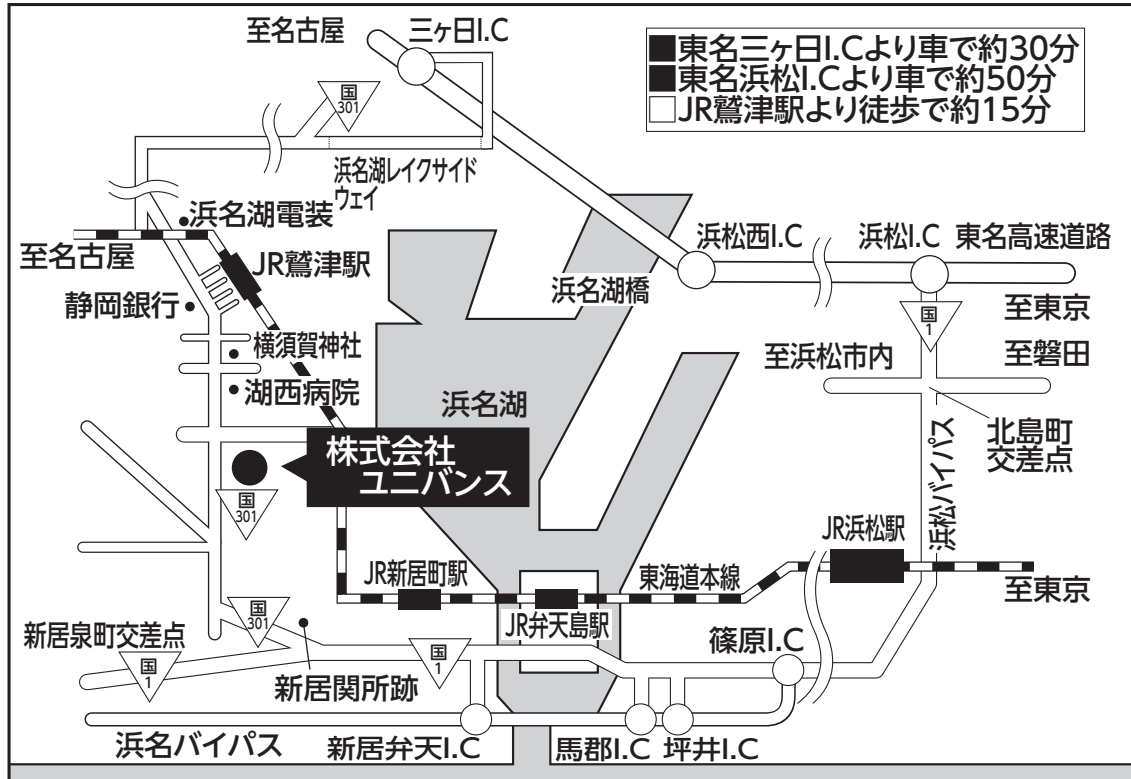 至名古屋
三ヶ日I.C
■東名三ヶ日I.Cより車で約30分
■東名浜松I.Cより車で約50分
□JR鷲津駅より徒歩で約15分
国
301
浜名湖レイクサイド
ウェイ
浜名湖電装
至名古屋
JR鷲津駅
静岡銀行
横須賀神社
湖西病院
浜名湖
浜名湖橋
浜松西I.C
浜松I.C
東名高速道路
至東京
国
1
至浜松市内
至磐田
北島町
交差点
浜松バイパス
株式会社
ユニバンス
国
301
JR新居町駅
JR弁天島駅
東海道本線
JR浜松駅
至東京
国
301
新居泉町交差点
国
1
新居関所跡
国
1
篠原I.C
浜名バイパス
新居弁天I.C
馬郡I.C
坪井I.C